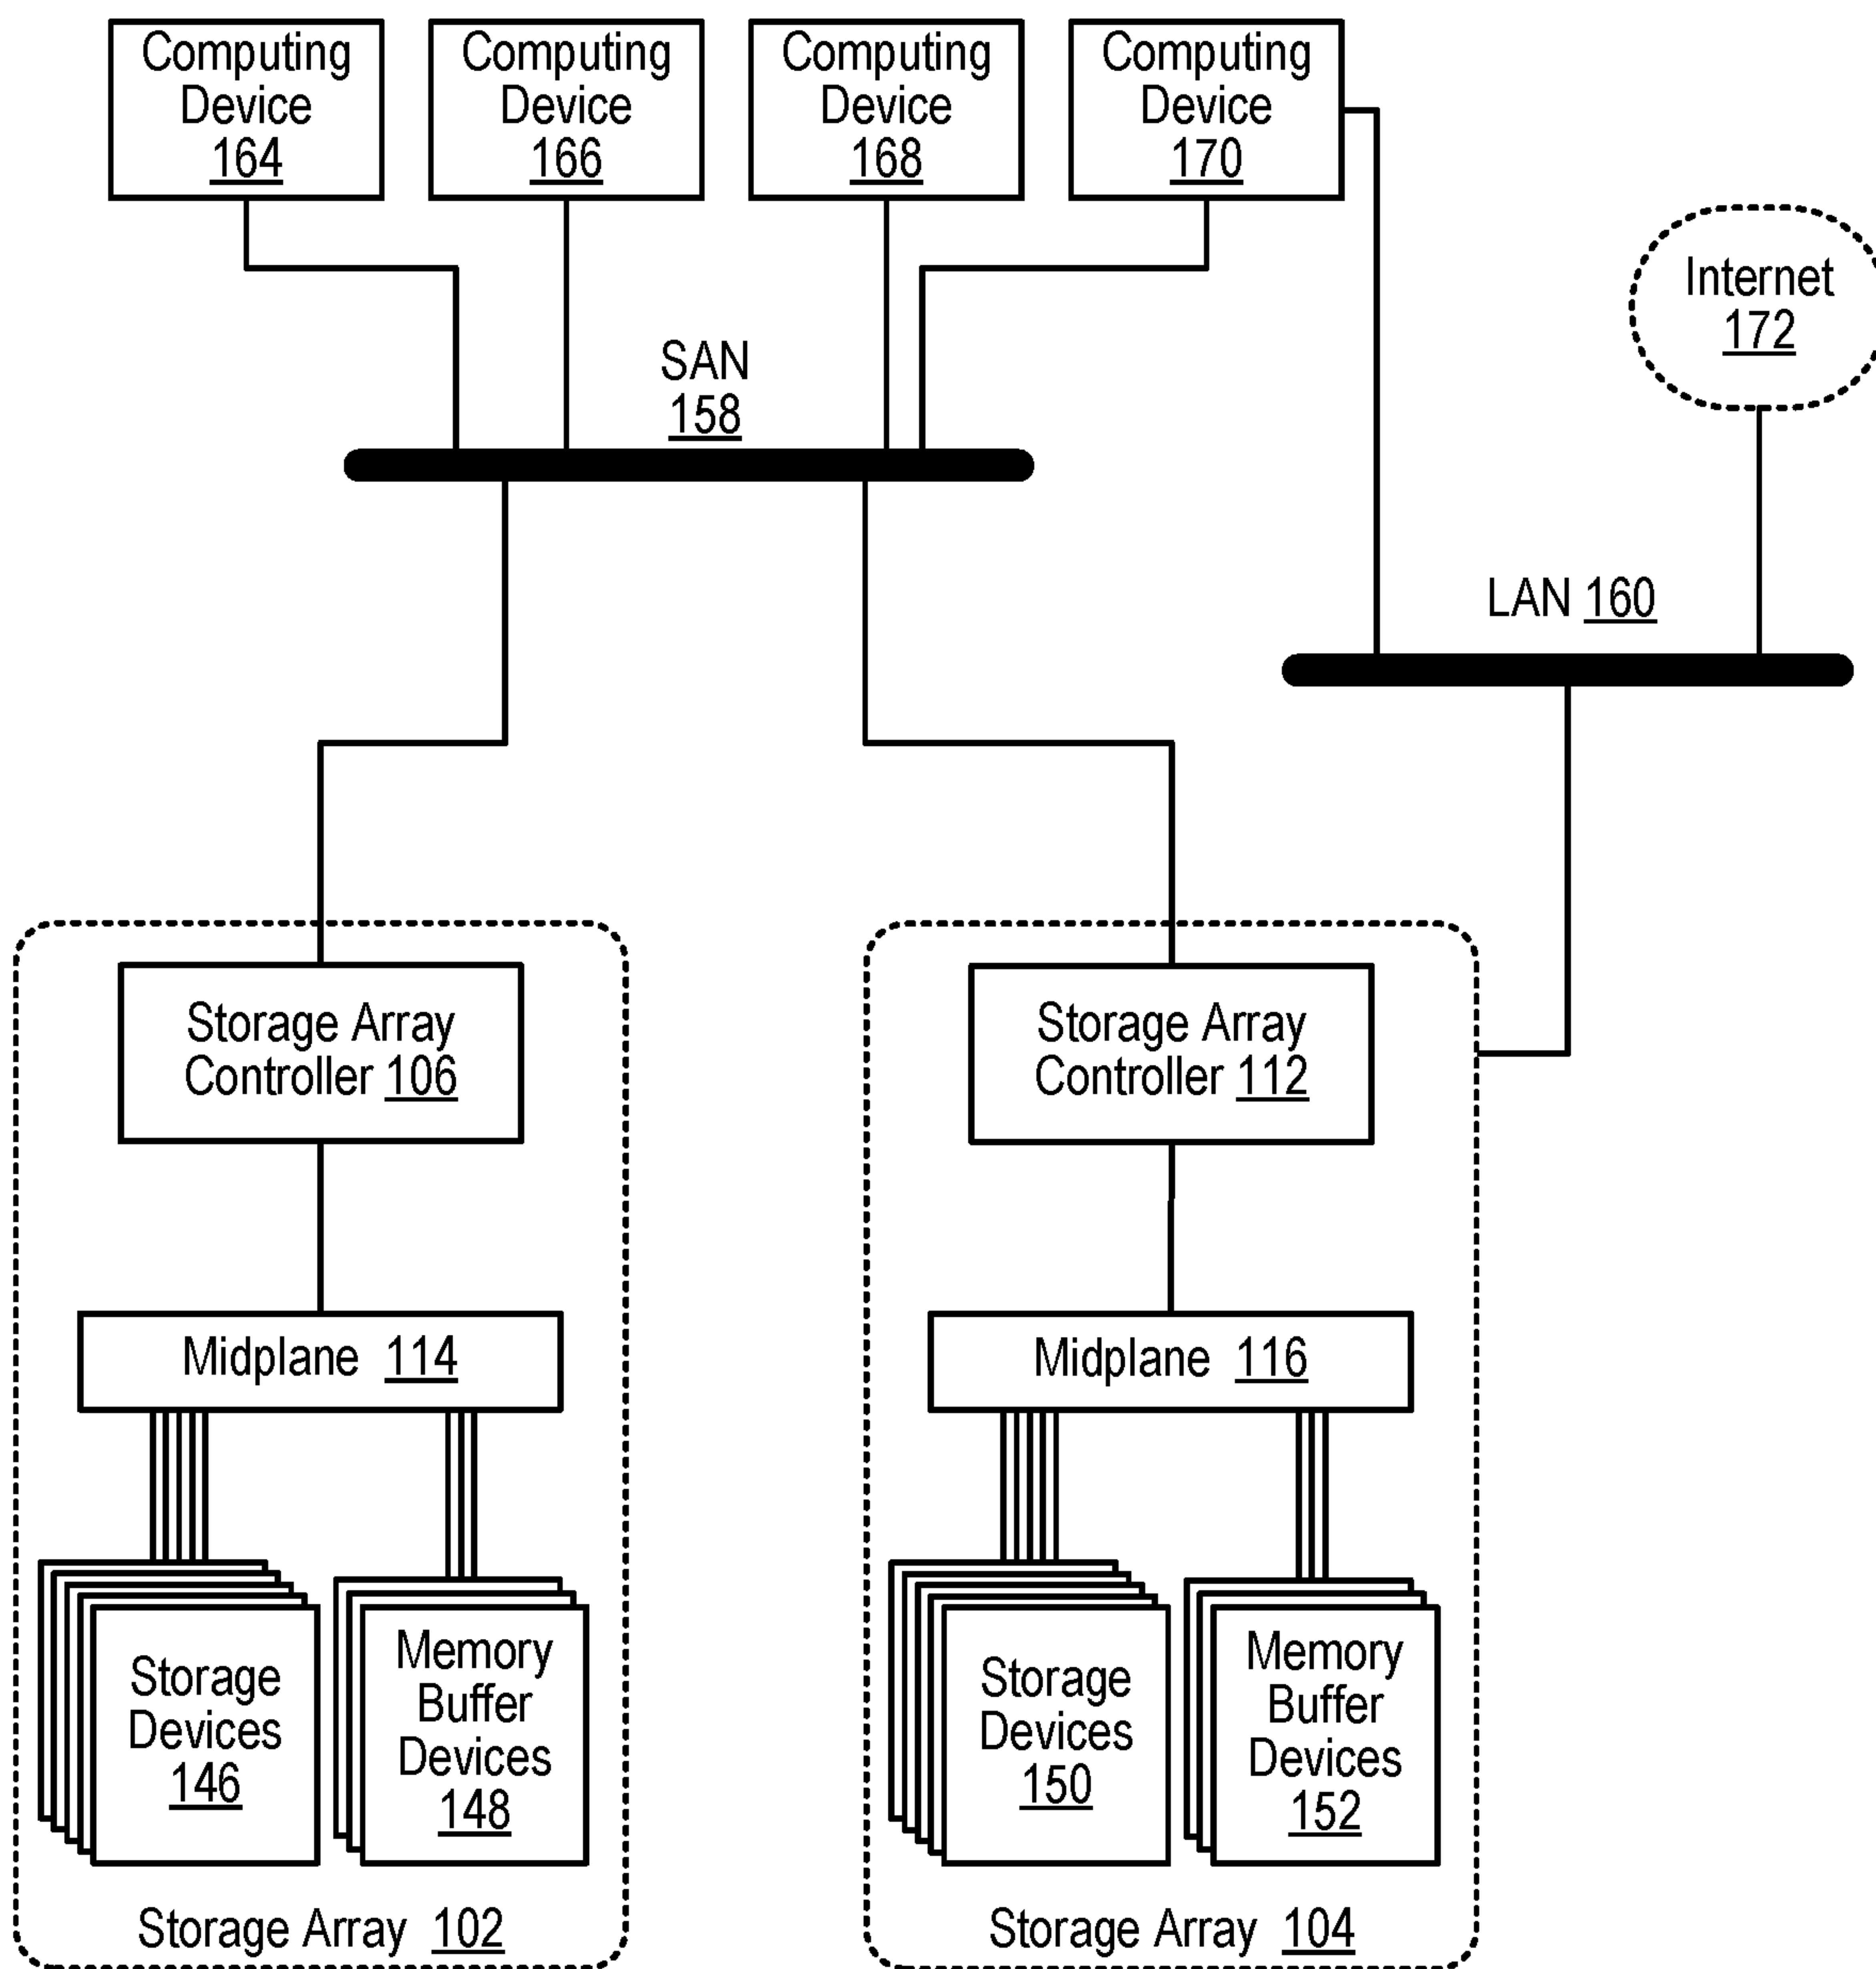 Computing
Device
164
Computing
Device
166
Computing
Device
168
Computing
Device
170
Internet
172
SAN
158
LAN 160
Storage Array
Controller 106
Storage Array
Controller 112
Midplane 114
Midplane 116
Storage
Devices
146
Memory
Buffer
Devices
148
Storage
Devices
150
Memory
Buffer
Devices
152
Storage Array 102
Storage Array 104